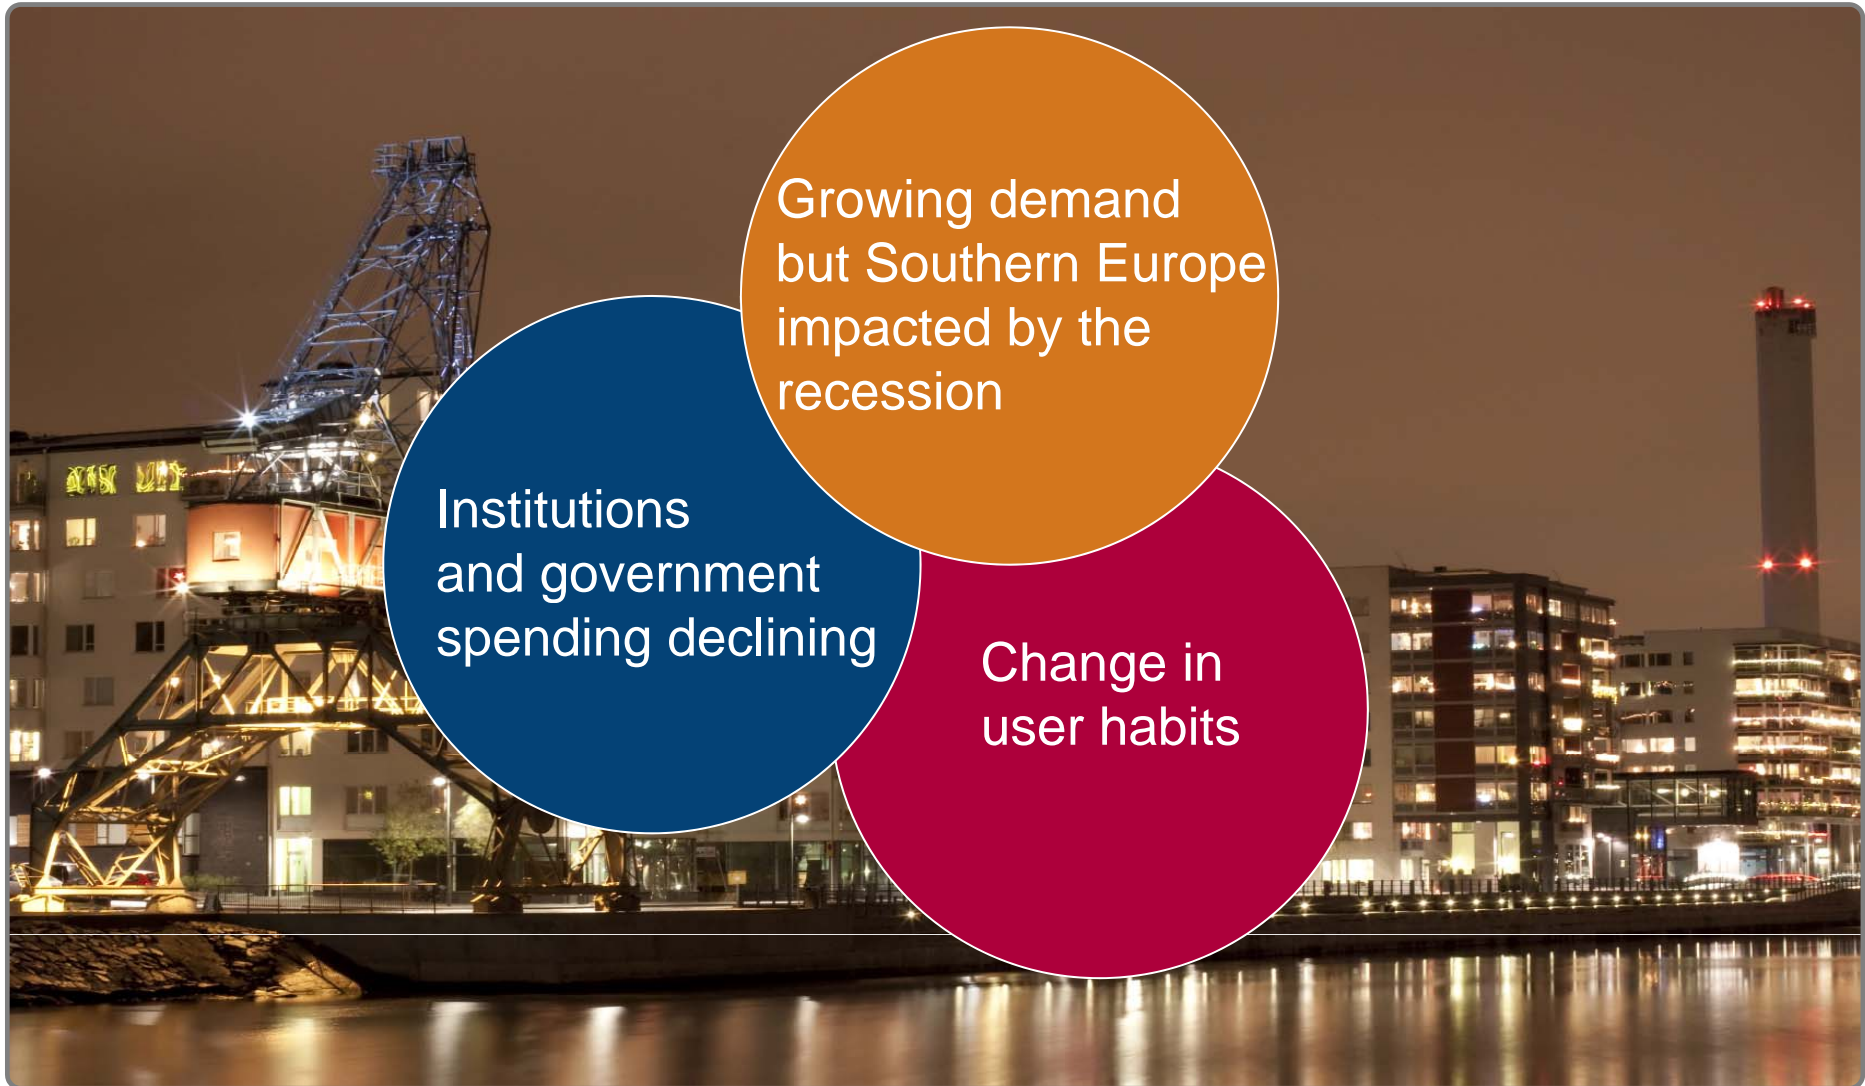 Growing demand
but Southern Europe
impacted by the
recession
Institutions
and government
spending declining
Change in
user habits